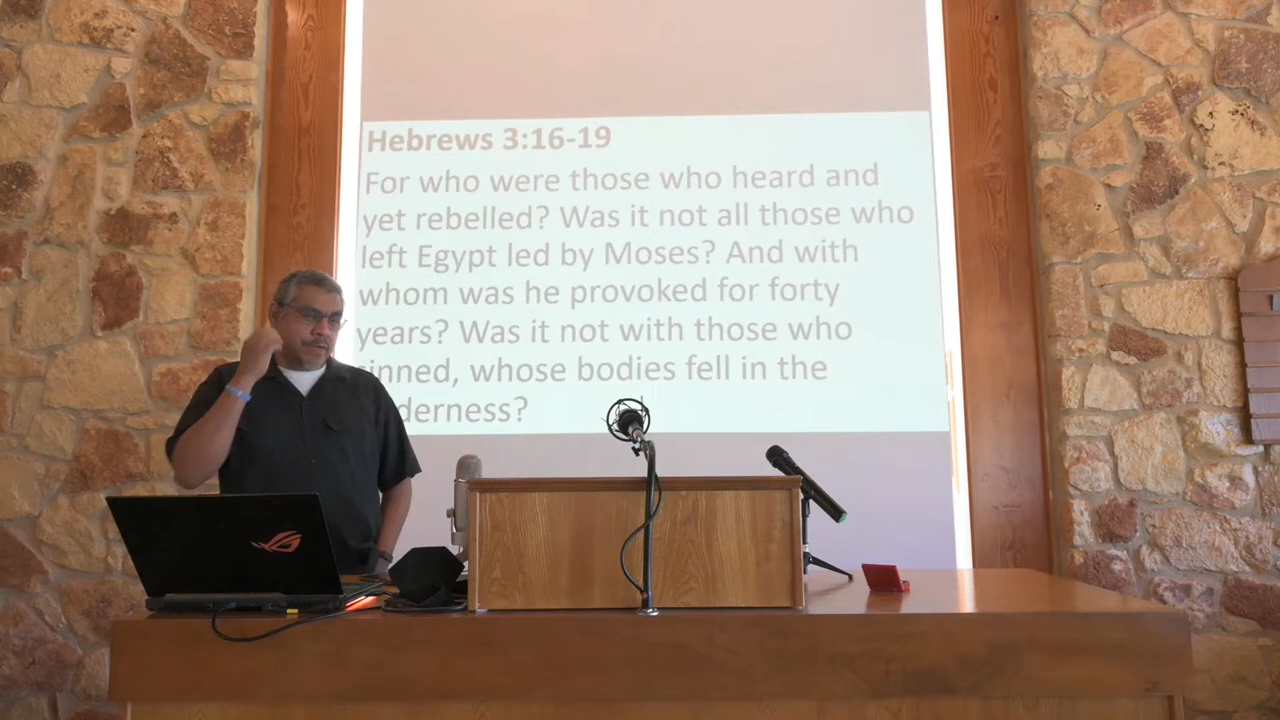 Hebrews 3:16-19
For who were those who heard and
yet rebelled? Was it not all those who
left Egypt led by Moses? And with
whom was he provoked for forty
years? Was it not with those who
inned, whose bodies fell in the
derness?